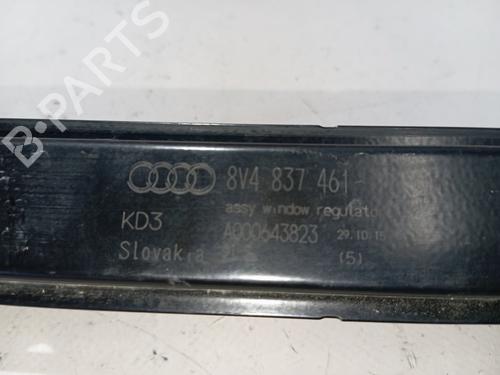 B-PARTS
8V4 837 461
assy window regulato
KD3
A000643823
29.10.15
Slovakia
(5)